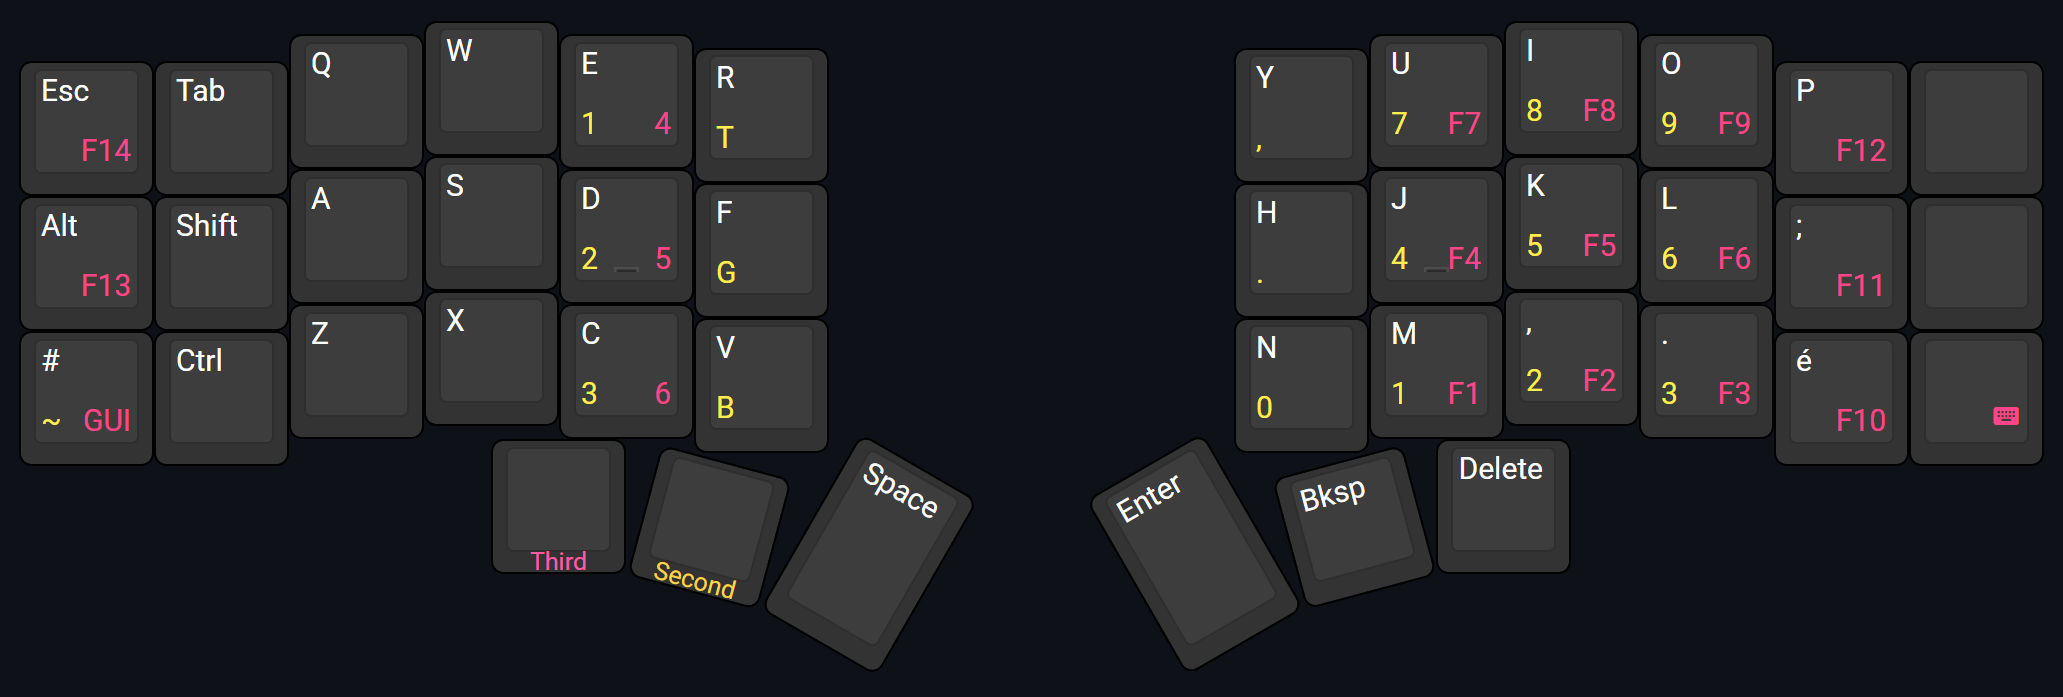 Esc F14
Tab
Q
W
E 1 4
R T
Y ,
U 7 F7
I 8 F8
O 9 F9
P F12
Alt F13
Shift
A
S
D 2 _ 5
F G
H .
J 4 _ F4
K 5 F5
L 6 F6
; F11
# ~ GUI
Ctrl
Z
X
C 3 6
V B
N 0
M 1 F1
, 2 F2
. 3 F3
é F10
Third
Second
Space
Enter
Bksp
Delete